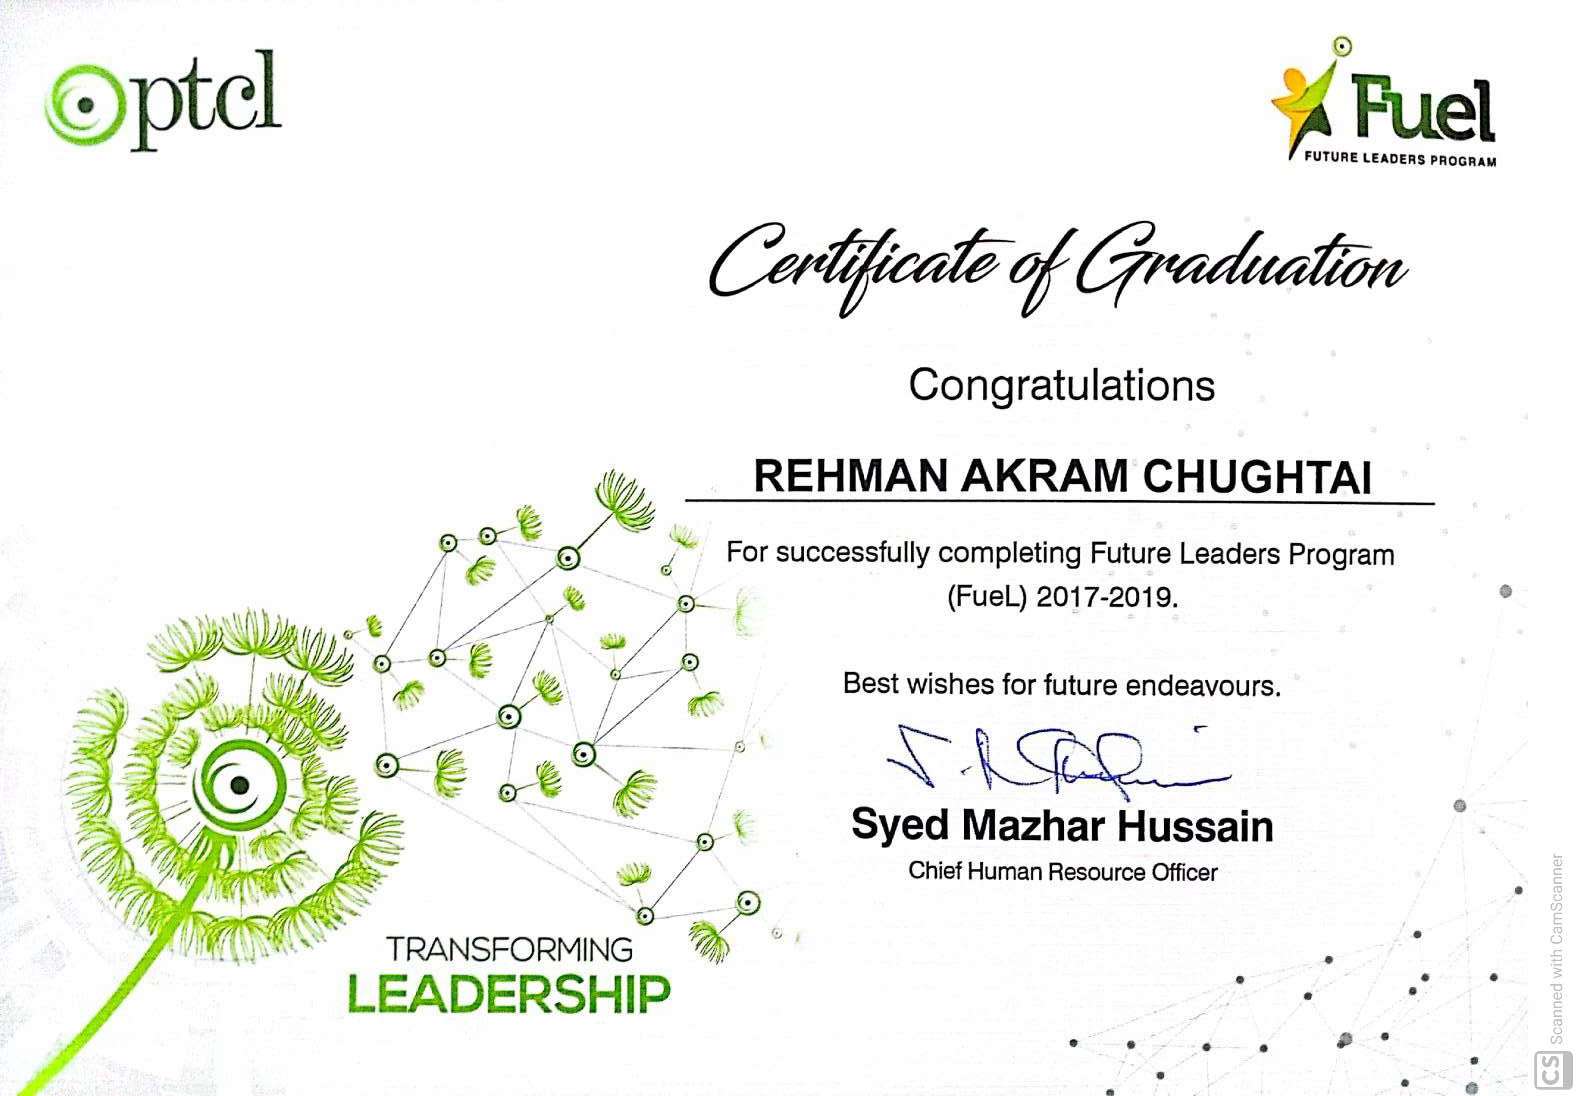 ptcl
Fuel
FUTURE LEADERS PROGRAM
Certificate of Graduation
Congratulations
REHMAN AKRAM CHUGHTAI
For successfully completing Future Leaders Program
(FueL) 2017-2019.
Best wishes for future endeavours.
Syed Mazhar Hussain
Chief Human Resource Officer
TRANSFORMING
LEADERSHIP
CS Scanned with CamScanner